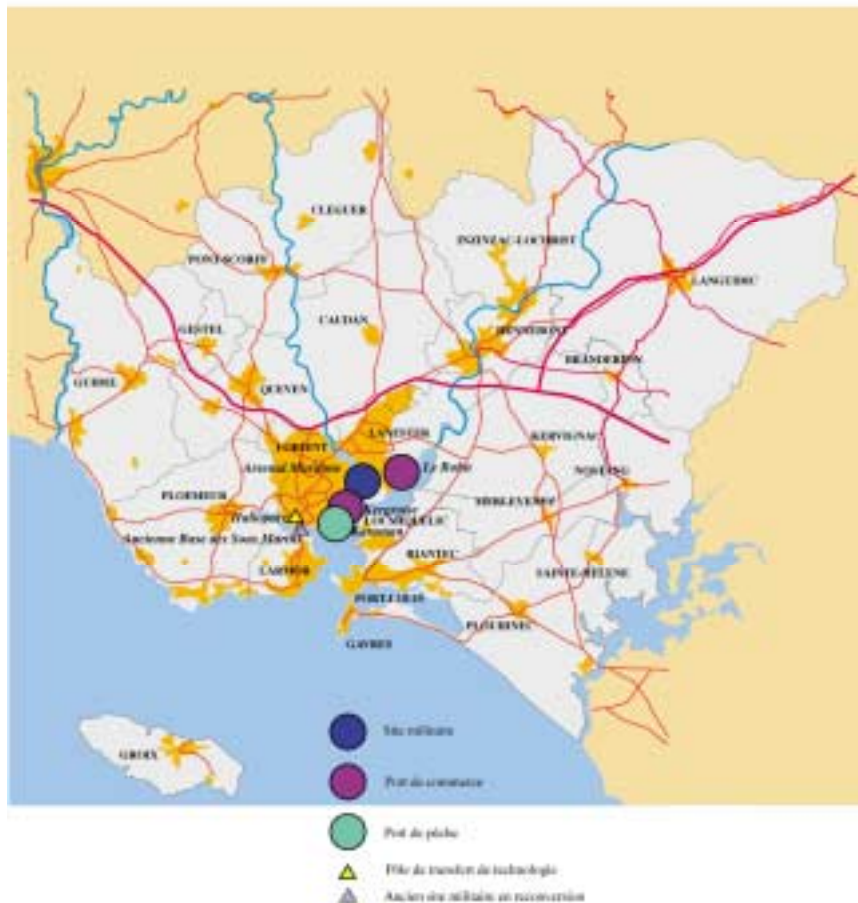 CLEGUER
INZINZAC-LOCHRIST
PONT-SCORFF
LANGUIDIC
CAUDAN
GESTEL
HENNEBONT
BRANDERION
GUIDEL
QUEVEN
LANESTER
KERVIGNAC
LORIENT
Arsenal Maritime
Le Rohu
NOSTANG
PLOEMEUR
MERLEVENEZ
Kergroise
LOCMIQUELIC
Keroman
Ancienne Base des Sous Marins
RIANTEC
LARMOR
SAINTE-HELENE
PORT-LOUIS
PLOUHINEC
GAVRES
GROIX
Site militaire
Port de commerce
Port de pêche
Pôle de transfert de technologie
Ancien site militaire en reconversion